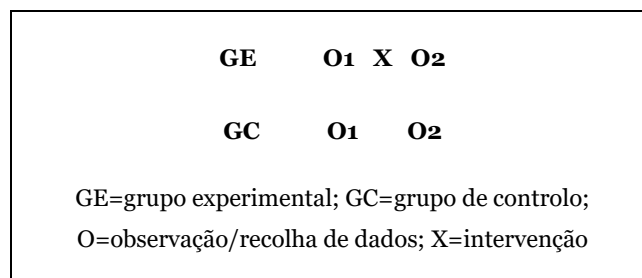 GE O1 X O2
GC O1 O2
GE=grupo experimental; GC=grupo de controlo;
O=observação/recolha de dados; X=intervenção